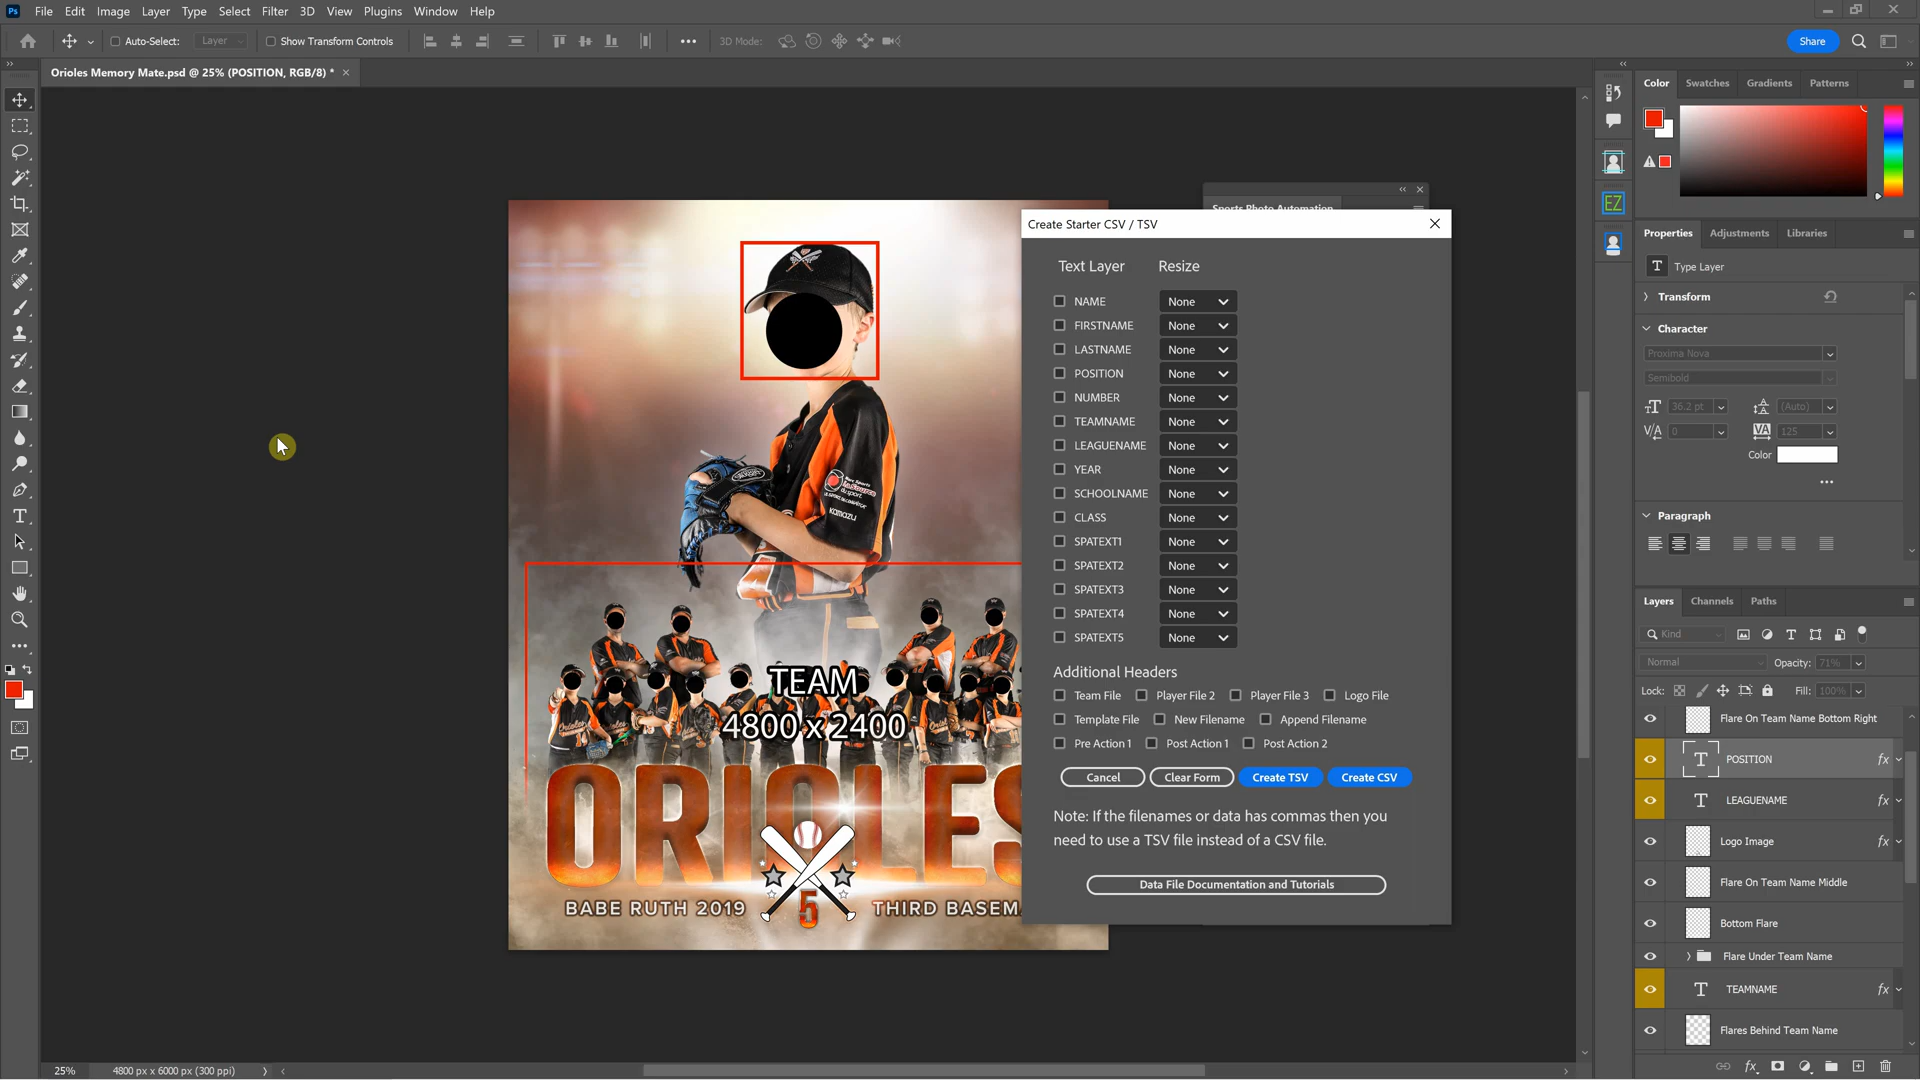 Ps File Edit Image Layer Type Select Filter 3D View Plugins Window Help
Auto-Select: Layer Show Transform Controls 3D Mode: Share
Orioles Memory Mate.psd @ 25% (POSITION, RGB/8) *
TEAM
4800 x 2400
ORIOLES
5
BABE RUTH 2019 THIRD BASEM
KAMAZU
Sports Photo Automation
Create Starter CSV / TSV
Text Layer Resize
NAME None
FIRSTNAME None
LASTNAME None
POSITION None
NUMBER None
TEAMNAME None
LEAGUENAME None
YEAR None
SCHOOLNAME None
CLASS None
SPATEXT1 None
SPATEXT2 None
SPATEXT3 None
SPATEXT4 None
SPATEXT5 None
Additional Headers
Team File Player File 2 Player File 3 Logo File
Template File New Filename Append Filename
Pre Action 1 Post Action 1 Post Action 2
Cancel Clear Form Create TSV Create CSV
Note: If the filenames or data has commas then you
need to use a TSV file instead of a CSV file.
Data File Documentation and Tutorials
EZ
Color Swatches Gradients Patterns
Properties Adjustments Libraries
T Type Layer
Transform
Character
Proxima Nova
Semibold
36.2 pt (Auto)
V/A 0 VA 125
Color
Paragraph
Layers Channels Paths
Kind
Normal Opacity: 71%
Lock: Fill: 100%
Flare On Team Name Bottom Right
T POSITION fx
T LEAGUENAME fx
Logo Image fx
Flare On Team Name Middle
Bottom Flare
Flare Under Team Name
T TEAMNAME fx
Flares Behind Team Name
fx
25% 4800 px x 6000 px (300 ppi)